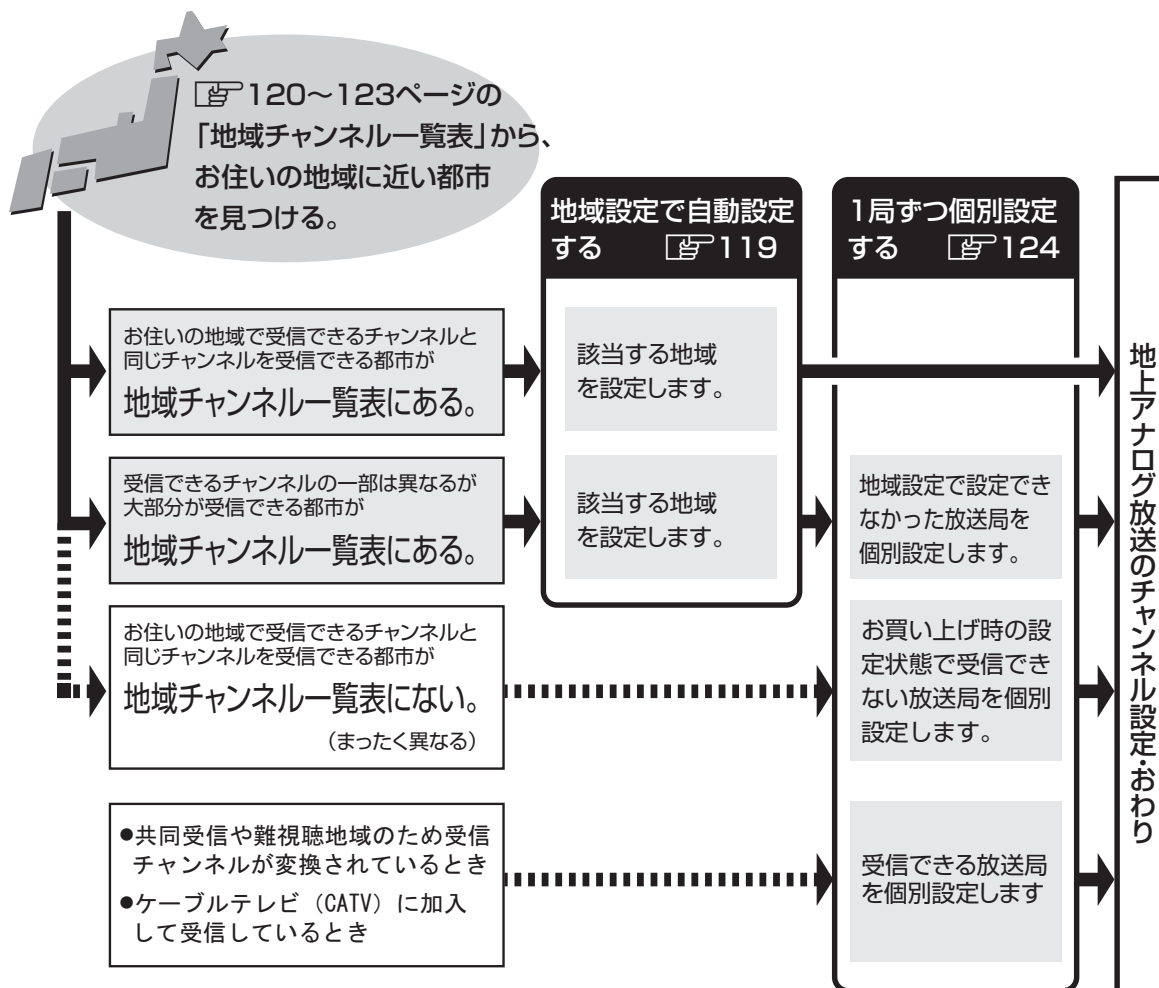 ☞120～123ページの
「地域チャンネル一覧表」から、
お住いの地域に近い都市
を見つける。
地域設定で自動設定
する ☞119
1局ずつ個別設定
する ☞124
お住いの地域で受信できるチャンネルと
同じチャンネルを受信できる都市が
地域チャンネル一覧表にある。
該当する地域
を設定します。
受信できるチャンネルの一部は異なるが
大部分が受信できる都市が
地域チャンネル一覧表にある。
該当する地域
を設定します。
地域設定で設定でき
なかった放送局を
個別設定します。
お住いの地域で受信できるチャンネルと
同じチャンネルを受信できる都市が
地域チャンネル一覧表にない。
（まったく異なる）
お買い上げ時の設
定状態で受信でき
ない放送局を個別
設定します。
●共同受信や難視聴地域のため受信
チャンネルが変換されているとき
●ケーブルテレビ（CATV）に加入
して受信しているとき
受信できる放送局
を個別設定します
地上アナログ放送のチャンネル設定・おわり